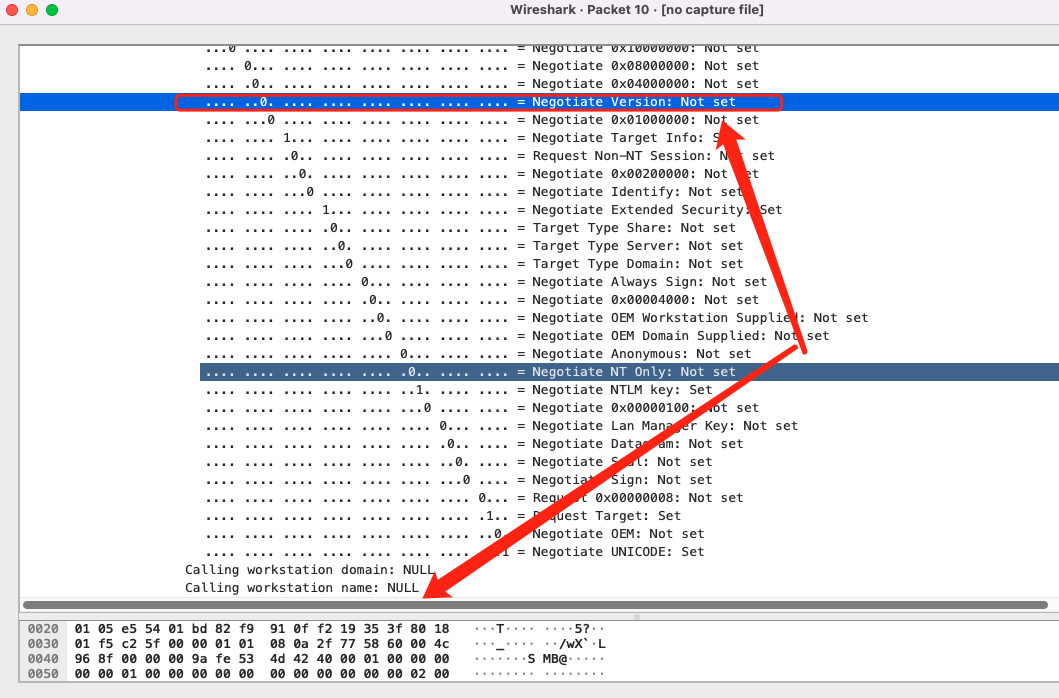 Wireshark · Packet 10 · [no capture file]
...0 .... .... .... .... .... .... .... = Negotiate 0x10000000: Not set
.... 0... .... .... .... .... .... .... = Negotiate 0x08000000: Not set
.... .0.. .... .... .... .... .... .... = Negotiate 0x04000000: Not set
.... ..0. .... .... .... .... .... .... = Negotiate Version: Not set
.... ...0 .... .... .... .... .... .... = Negotiate 0x01000000: Not set
.... .... 1... .... .... .... .... .... = Negotiate Target Info: Set
.... .... .0.. .... .... .... .... .... = Request Non-NT Session: Not set
.... .... ..0. .... .... .... .... .... = Negotiate 0x00200000: Not set
.... .... ...0 .... .... .... .... .... = Negotiate Identify: Not set
.... .... .... 1... .... .... .... .... = Negotiate Extended Security: Set
.... .... .... .0.. .... .... .... .... = Target Type Share: Not set
.... .... .... ..0. .... .... .... .... = Target Type Server: Not set
.... .... .... ...0 .... .... .... .... = Target Type Domain: Not set
.... .... .... .... 0... .... .... .... = Negotiate Always Sign: Not set
.... .... .... .... .0.. .... .... .... = Negotiate 0x00004000: Not set
.... .... .... .... ..0. .... .... .... = Negotiate OEM Workstation Supplied: Not set
.... .... .... .... ...0 .... .... .... = Negotiate OEM Domain Supplied: Not set
.... .... .... .... .... 0... .... .... = Negotiate Anonymous: Not set
.... .... .... .... .... .0.. .... .... = Negotiate NT Only: Not set
.... .... .... .... .... ..1. .... .... = Negotiate NTLM key: Set
.... .... .... .... .... ...0 .... .... = Negotiate 0x00000100: Not set
.... .... .... .... .... .... 0... .... = Negotiate Lan Manager Key: Not set
.... .... .... .... .... .... .0.. .... = Negotiate Datagram: Not set
.... .... .... .... .... .... ..0. .... = Negotiate Seal: Not set
.... .... .... .... .... .... ...0 .... = Negotiate Sign: Not set
.... .... .... .... .... .... .... 0... = Request 0x00000008: Not set
.... .... .... .... .... .... .... .1.. = Request Target: Set
.... .... .... .... .... .... .... ..0. = Negotiate OEM: Not set
.... .... .... .... .... .... .... ...1 = Negotiate UNICODE: Set
Calling workstation domain: NULL
Calling workstation name: NULL
0020 01 05 e5 54 01 bd 82 f9 91 0f f2 19 35 3f 80 18 ···T···· ····5?··
0030 01 f5 c2 5f 00 00 01 01 08 0a 2f 77 58 60 00 4c ···_···· ··/wX`·L
0040 96 8f 00 00 00 9a fe 53 4d 42 40 00 01 00 00 00 ·······S MB@·····
0050 00 00 01 00 00 00 00 00 00 00 00 00 00 00 02 00 ········ ········